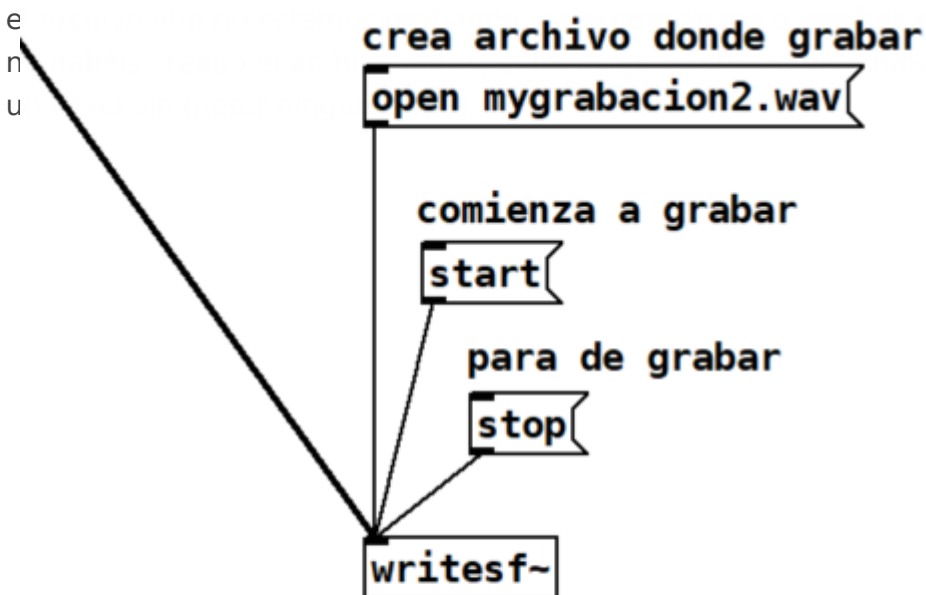 e
n
u
crea archivo donde grabar
open mygrabacion2.wav
comienza a grabar
start
para de grabar
stop
writesf~